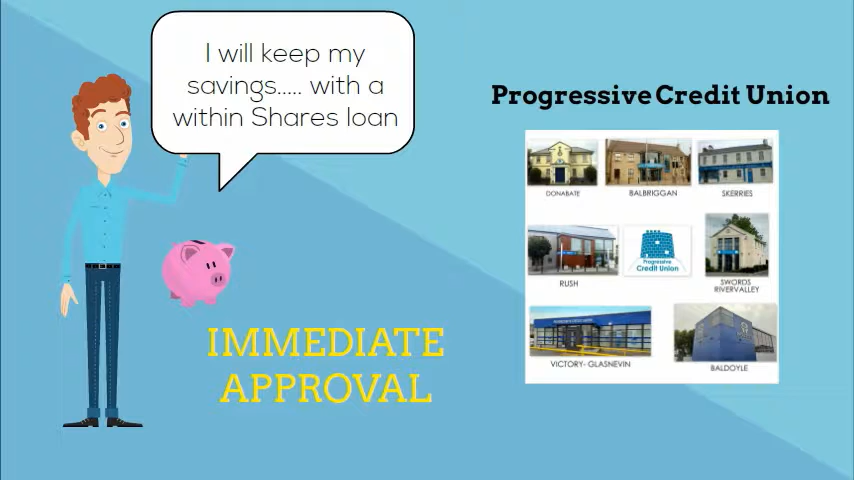 I will keep my
savings..... with a
within Shares loan
Progressive Credit Union
DONABATE
BALBRIGGAN
SKERRIES
RUSH
Progressive
Credit Union
SWORDS
RIVERVALLEY
VICTORY- GLASNEVIN
BALDOYLE
IMMEDIATE
APPROVAL